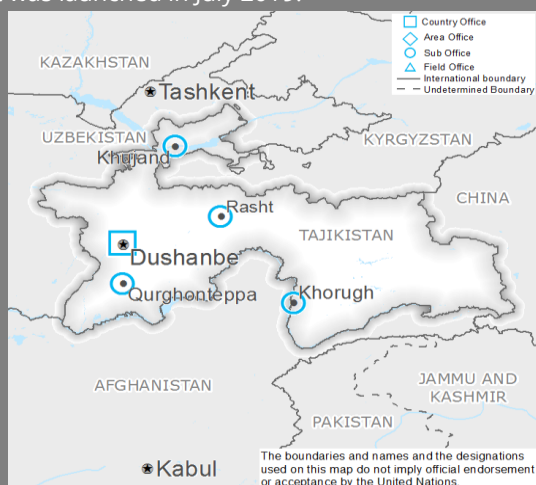 was launched in July 2019.
Country Office
Area Office
Sub Office
Field Office
International boundary
Undetermined Boundary
KAZAKHSTAN
Tashkent
UZBEKISTAN
KYRGYZSTAN
Khujand
CHINA
Rasht
TAJIKISTAN
Dushanbe
Qurghonteppa
Khorugh
AFGHANISTAN
JAMMU AND
KASHMIR
PAKISTAN
Kabul
The boundaries and names and the designations
used on this map do not imply official endorsement
or acceptance by the United Nations